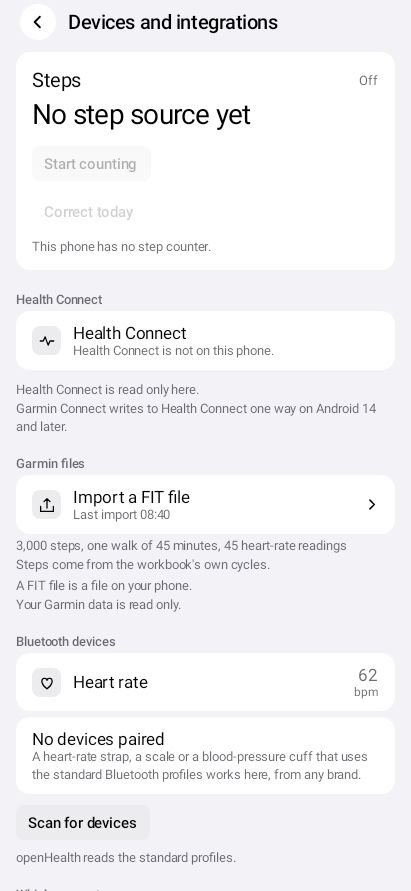 Devices and integrations
Steps
Off
No step source yet
Start counting
Correct today
This phone has no step counter.
Health Connect
Health Connect
Health Connect is not on this phone.
Health Connect is read only here.
Garmin Connect writes to Health Connect one way on Android 14
and later.
Garmin files
Import a FIT file
Last import 08:40
3,000 steps, one walk of 45 minutes, 45 heart-rate readings
Steps come from the workbook's own cycles.
A FIT file is a file on your phone.
Your Garmin data is read only.
Bluetooth devices
Heart rate
62
bpm
No devices paired
A heart-rate strap, a scale or a blood-pressure cuff that uses
the standard Bluetooth profiles works here, from any brand.
Scan for devices
openHealth reads the standard profiles.